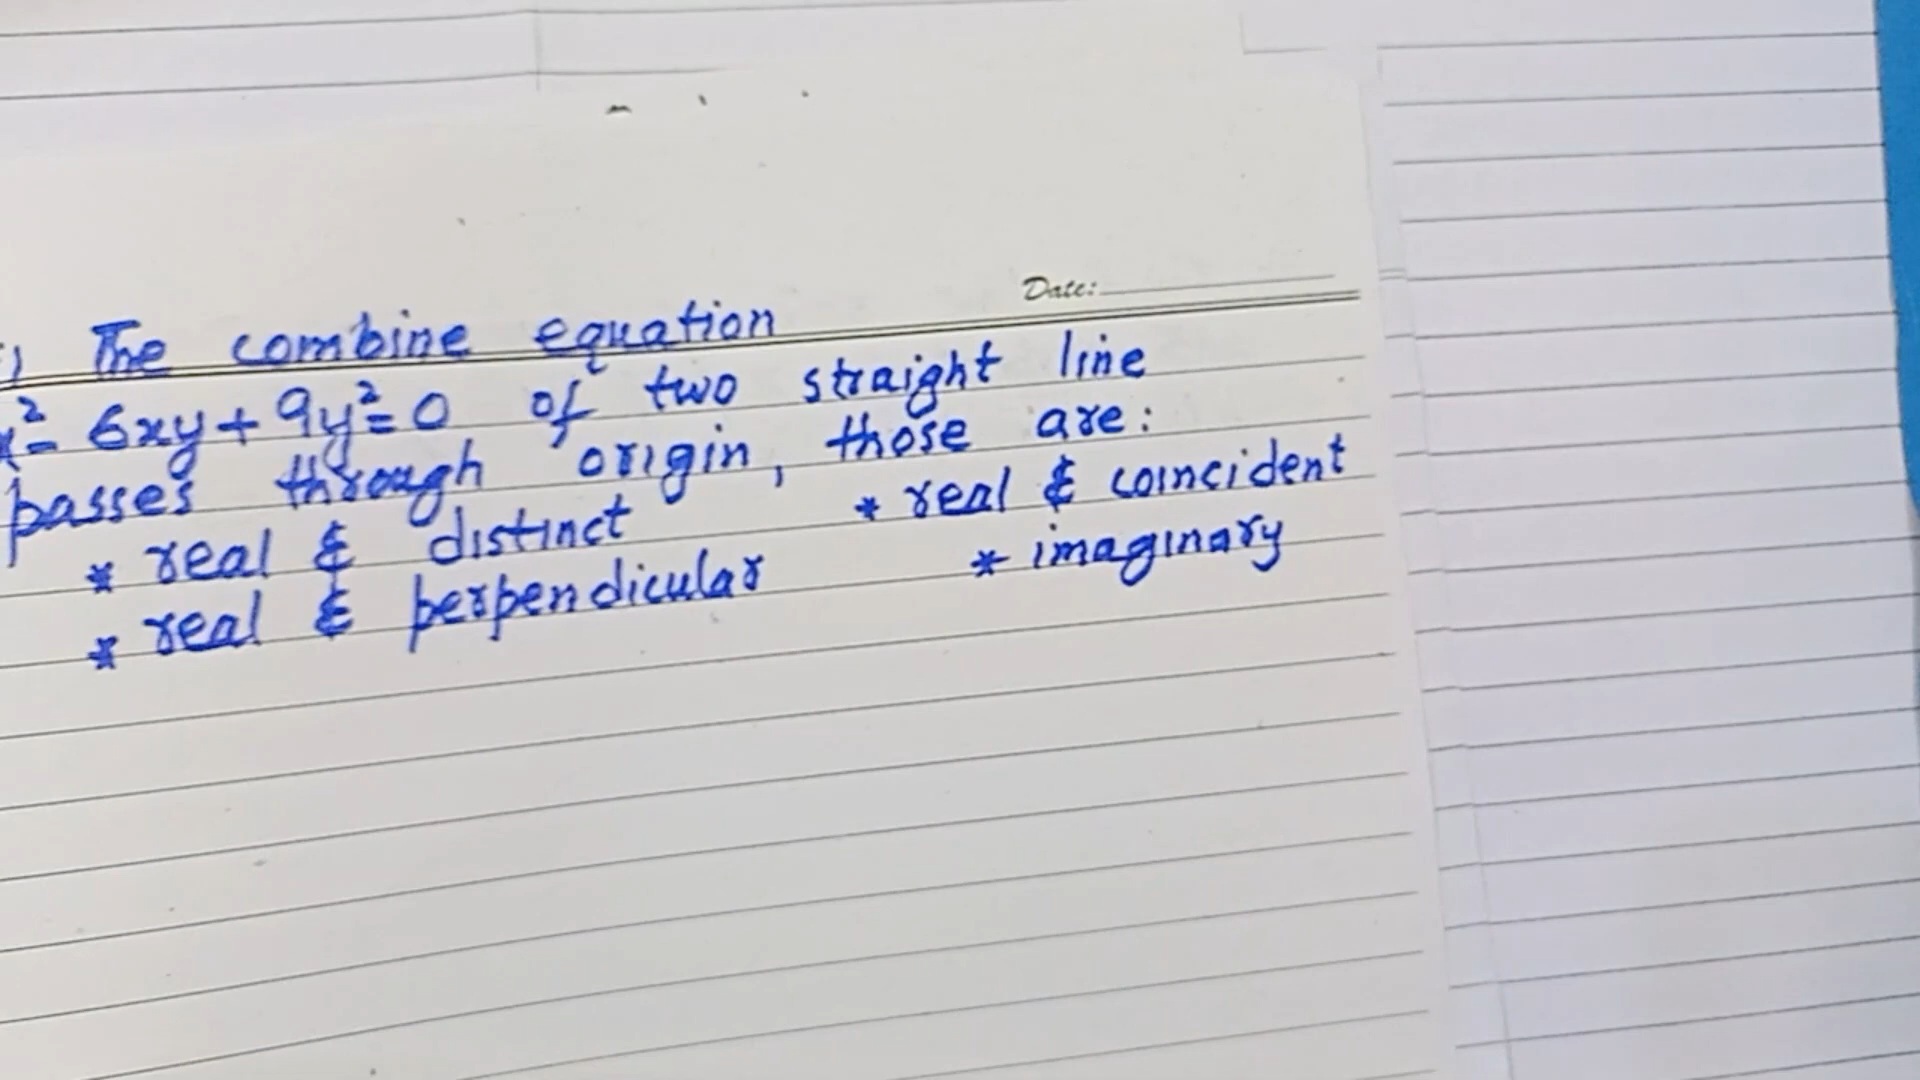 Date:
The combine equation
x² - 6xy + 9y² = 0 of two straight line
passes through origin, those are:
* real & distinct * real & coincident
* real & perpendicular * imaginary